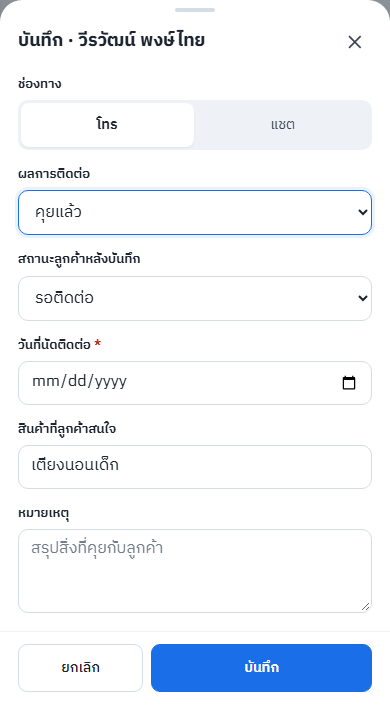 บันทึก · วีรวัฒน์ พงษ์ไทย
ช่องทาง
โทร
แชต
ผลการติดต่อ
คุยแล้ว
สถานะลูกค้าหลังบันทึก
รอติดต่อ
วันที่นัดติดต่อ *
mm/dd/yyyy
สินค้าที่ลูกค้าสนใจ
เตียงนอนเด็ก
หมายเหตุ
สรุปสิ่งที่คุยกับลูกค้า
ยกเลิก
บันทึก